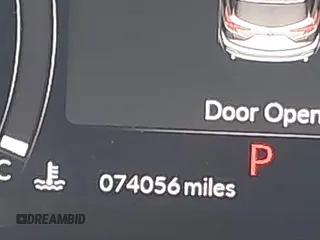 Door Open
P
C
074056 miles
DREAMBID